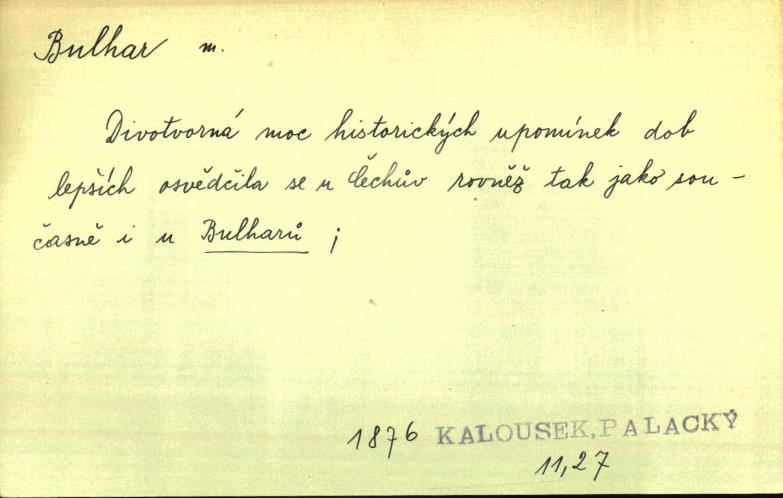 Bulhar m.
Divotvorná moc historických upomínek dob
lepších osvědčila se u Čechův rovněž tak jako sou-
časně i u Bulharů ;
1876 KALOUSEK, PALACKÝ
11,27